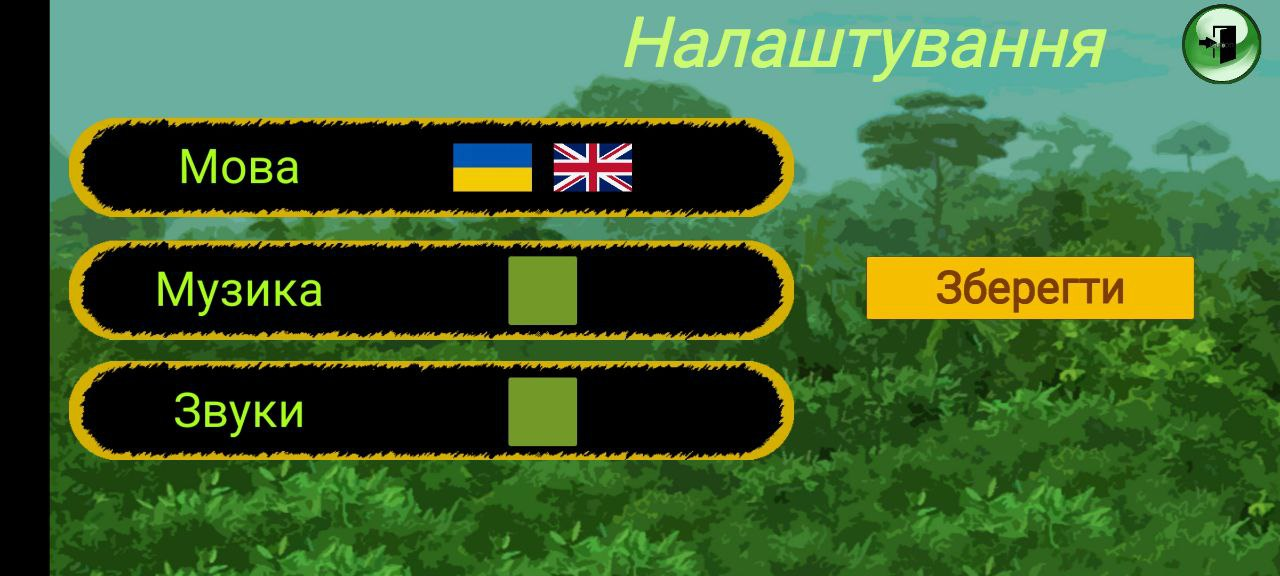 Налаштування
Мова
Музика
Зберегти
Звуки